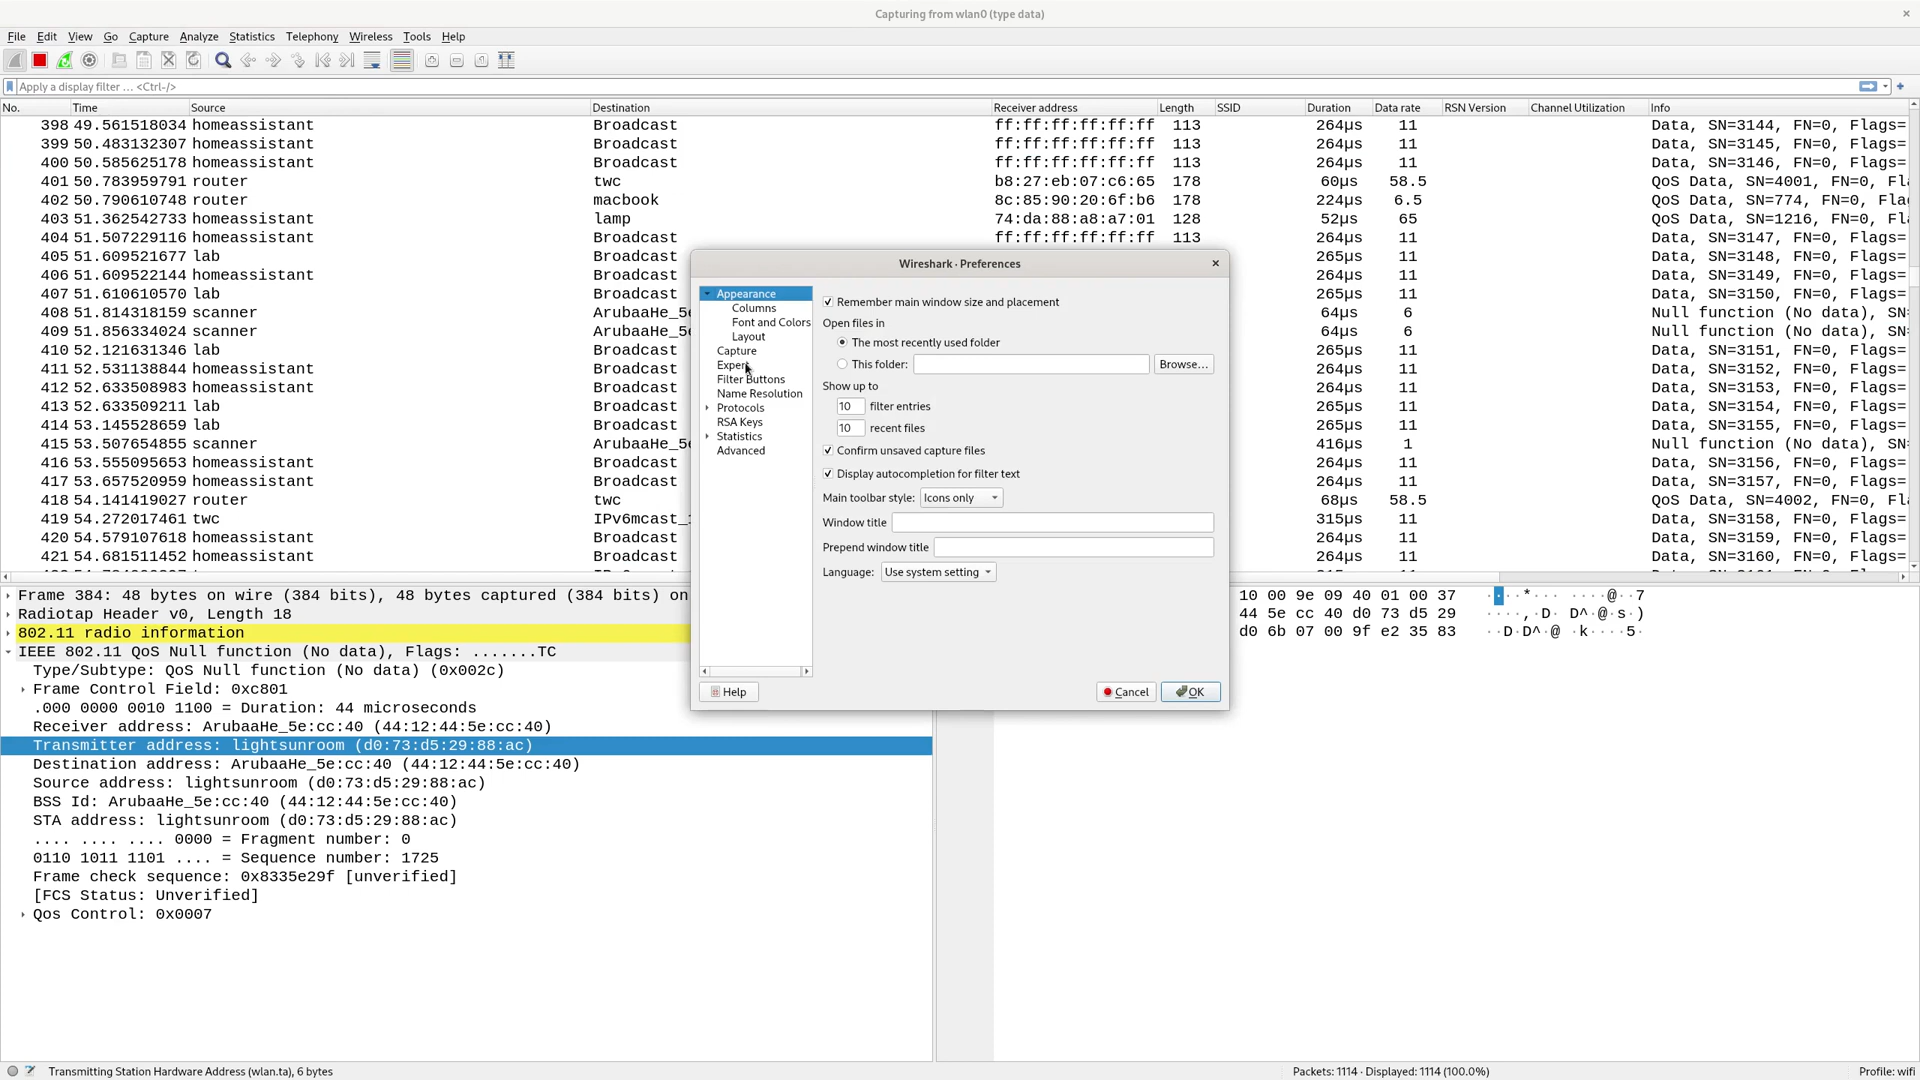 Capturing from wlan0 (type data)
File Edit View Go Capture Analyze Statistics Telephony Wireless Tools Help
Apply a display filter ... <Ctrl-/>
No. Time Source Destination Receiver address Length SSID Duration Data rate RSN Version Channel Utilization Info
398 49.561518034 homeassistant Broadcast ff:ff:ff:ff:ff:ff 113 264µs 11 Data, SN=3144, FN=0, Flags=
399 50.483132307 homeassistant Broadcast ff:ff:ff:ff:ff:ff 113 264µs 11 Data, SN=3145, FN=0, Flags=
400 50.585625178 homeassistant Broadcast ff:ff:ff:ff:ff:ff 113 264µs 11 Data, SN=3146, FN=0, Flags=
401 50.783959791 router twc b8:27:eb:07:c6:65 178 60µs 58.5 QoS Data, SN=4001, FN=0, Fl
402 50.790610748 router macbook 8c:85:90:20:6f:b6 178 224µs 6.5 QoS Data, SN=774, FN=0, Fla
403 51.362542733 homeassistant lamp 74:da:88:a8:a7:01 128 52µs 65 QoS Data, SN=1216, FN=0, Fl
404 51.507229116 homeassistant Broadcast ff:ff:ff:ff:ff:ff 113 264µs 11 Data, SN=3147, FN=0, Flags=
405 51.609521677 lab Broadcast 265µs 11 Data, SN=3148, FN=0, Flags=
406 51.609522144 homeassistant Broadcast 264µs 11 Data, SN=3149, FN=0, Flags=
407 51.610610570 lab Broadcast 265µs 11 Data, SN=3150, FN=0, Flags=
408 51.814318159 scanner ArubaaHe_5e 64µs 6 Null function (No data), SN
409 51.856334024 scanner ArubaaHe_5e 64µs 6 Null function (No data), SN
410 52.121631346 lab Broadcast 265µs 11 Data, SN=3151, FN=0, Flags=
411 52.531138844 homeassistant Broadcast 264µs 11 Data, SN=3152, FN=0, Flags=
412 52.633508983 homeassistant Broadcast 264µs 11 Data, SN=3153, FN=0, Flags=
413 52.633509211 lab Broadcast 265µs 11 Data, SN=3154, FN=0, Flags=
414 53.145528659 lab Broadcast 265µs 11 Data, SN=3155, FN=0, Flags=
415 53.507654855 scanner ArubaaHe_5e 416µs 1 Null function (No data), SN=
416 53.555095653 homeassistant Broadcast 264µs 11 Data, SN=3156, FN=0, Flags=
417 53.657520959 homeassistant Broadcast 264µs 11 Data, SN=3157, FN=0, Flags=
418 54.141419027 router twc 68µs 58.5 QoS Data, SN=4002, FN=0, Fl
419 54.272017461 twc IPv6mcast_1 315µs 11 Data, SN=3158, FN=0, Flags=
420 54.579107618 homeassistant Broadcast 264µs 11 Data, SN=3159, FN=0, Flags=
421 54.681511452 homeassistant Broadcast 264µs 11 Data, SN=3160, FN=0, Flags=
Wireshark · Preferences
Appearance
Columns
Font and Colors
Layout
Capture
Expert
Filter Buttons
Name Resolution
Protocols
RSA Keys
Statistics
Advanced
Remember main window size and placement
Open files in
The most recently used folder
This folder: Browse...
Show up to
10 filter entries
10 recent files
Confirm unsaved capture files
Display autocompletion for filter text
Main toolbar style: Icons only
Window title
Prepend window title
Language: Use system setting
Help Cancel OK
Frame 384: 48 bytes on wire (384 bits), 48 bytes captured (384 bits) on
Radiotap Header v0, Length 18
802.11 radio information
IEEE 802.11 QoS Null function (No data), Flags: .......TC
Type/Subtype: QoS Null function (No data) (0x002c)
Frame Control Field: 0xc801
.000 0000 0010 1100 = Duration: 44 microseconds
Receiver address: ArubaaHe_5e:cc:40 (44:12:44:5e:cc:40)
Transmitter address: lightsunroom (d0:73:d5:29:88:ac)
Destination address: ArubaaHe_5e:cc:40 (44:12:44:5e:cc:40)
Source address: lightsunroom (d0:73:d5:29:88:ac)
BSS Id: ArubaaHe_5e:cc:40 (44:12:44:5e:cc:40)
STA address: lightsunroom (d0:73:d5:29:88:ac)
.... .... .... 0000 = Fragment number: 0
0110 1011 1101 .... = Sequence number: 1725
Frame check sequence: 0x8335e29f [unverified]
[FCS Status: Unverified]
Qos Control: 0x0007
10 00 9e 09 40 01 00 37 ····*··· ····@··7
44 5e cc 40 d0 73 d5 29 ····,·D· D^·@·s·)
d0 6b 07 00 9f e2 35 83 ··D·D^·@ ·k····5·
Transmitting Station Hardware Address (wlan.ta), 6 bytes
Packets: 1114 · Displayed: 1114 (100.0%)
Profile: wifi